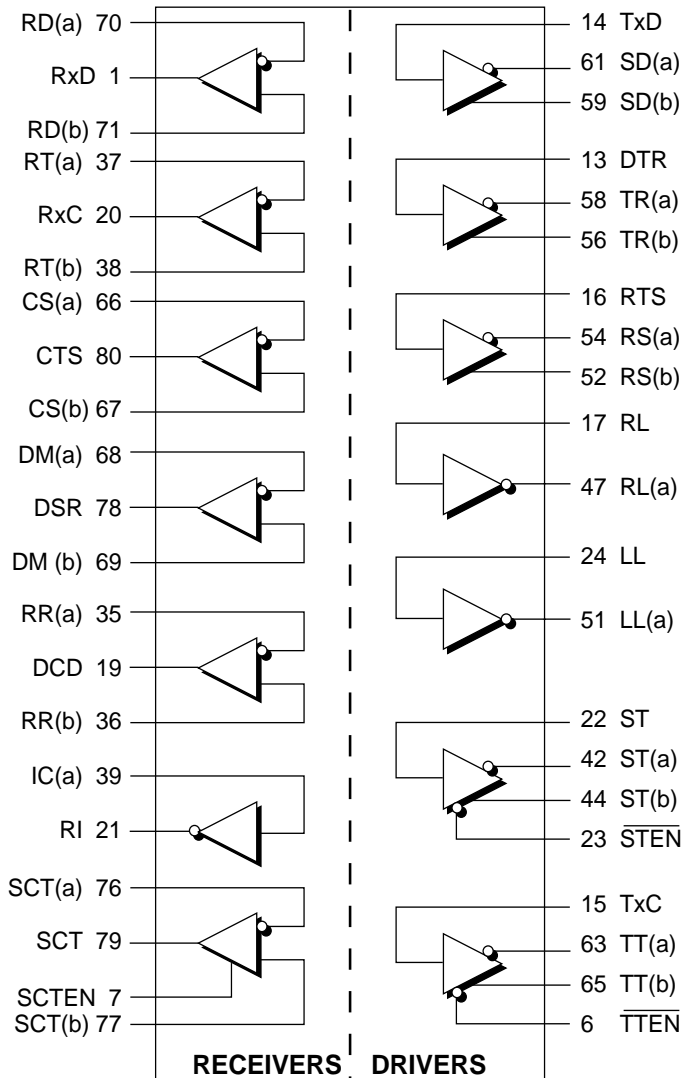 RD(a) 70
RxD 1
RD(b) 71
RT(a) 37
RxC 20
RT(b) 38
CS(a) 66
CTS 80
CS(b) 67
DM(a) 68
DSR 78
DM (b) 69
RR(a) 35
DCD 19
RR(b) 36
IC(a) 39
RI 21
SCT(a) 76
SCT 79
SCTEN 7
SCT(b) 77
RECEIVERS
14 TxD
61 SD(a)
59 SD(b)
13 DTR
58 TR(a)
56 TR(b)
16 RTS
54 RS(a)
52 RS(b)
17 RL
47 RL(a)
24 LL
51 LL(a)
22 ST
42 ST(a)
44 ST(b)
23 S̅T̅E̅N̅
15 TxC
63 TT(a)
65 TT(b)
6 T̅T̅E̅N̅
DRIVERS